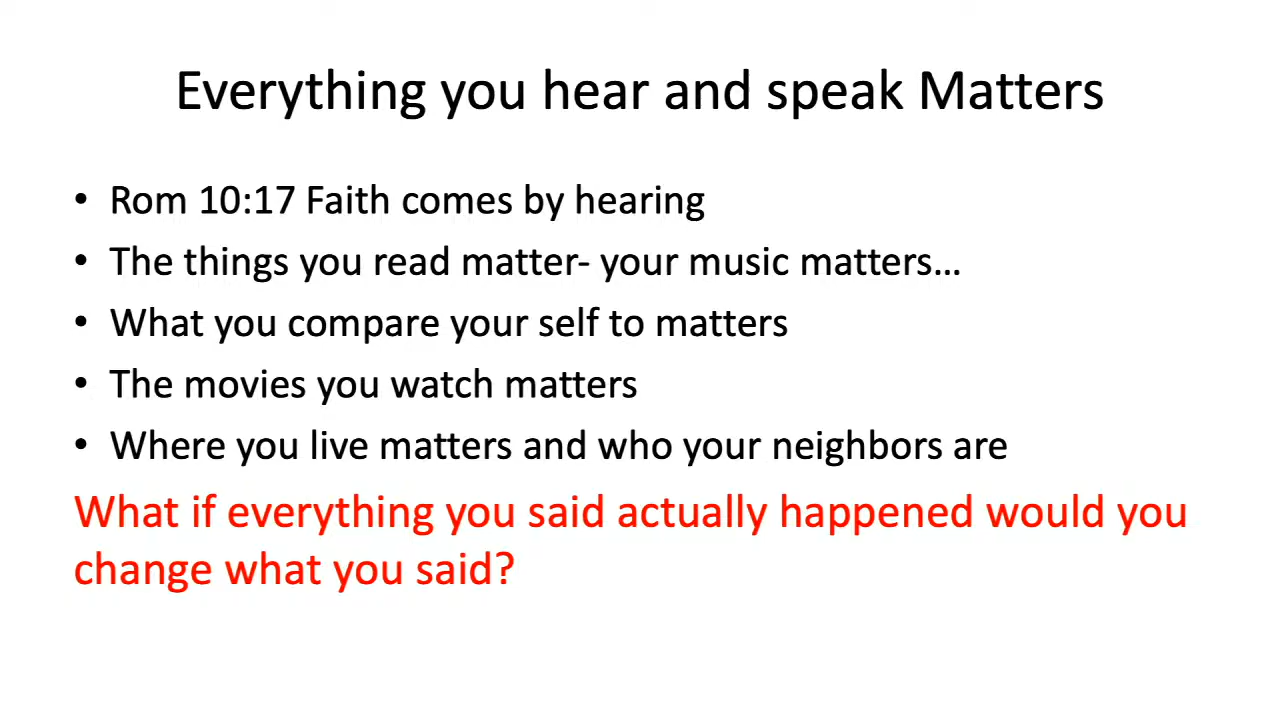 Everything you hear and speak Matters
• Rom 10:17 Faith comes by hearing
• The things you read matter- your music matters…
• What you compare your self to matters
• The movies you watch matters
• Where you live matters and who your neighbors are
What if everything you said actually happened would you
change what you said?